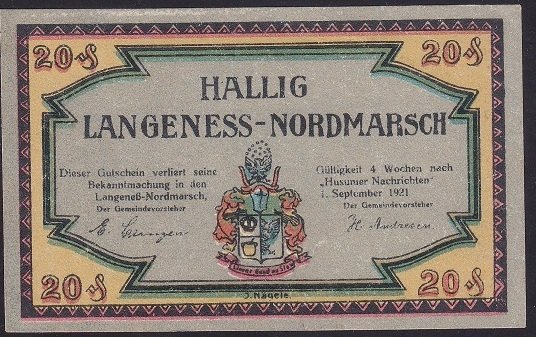 20 ₰ 20 ₰
HALLIG
LANGENESS-NORDMARSCH
Dieser Gutschein verliert seine
Bekanntmachung in den
Langeneß-Nordmarsch,
Der Gemeindevorsteher
Gültigkeit 4 Wochen nach
„Husumer Nachrichten"
1. September 1921
Der Gemeindevorsteher
H. Andresen
J. Nägele.
20 ₰ 20 ₰